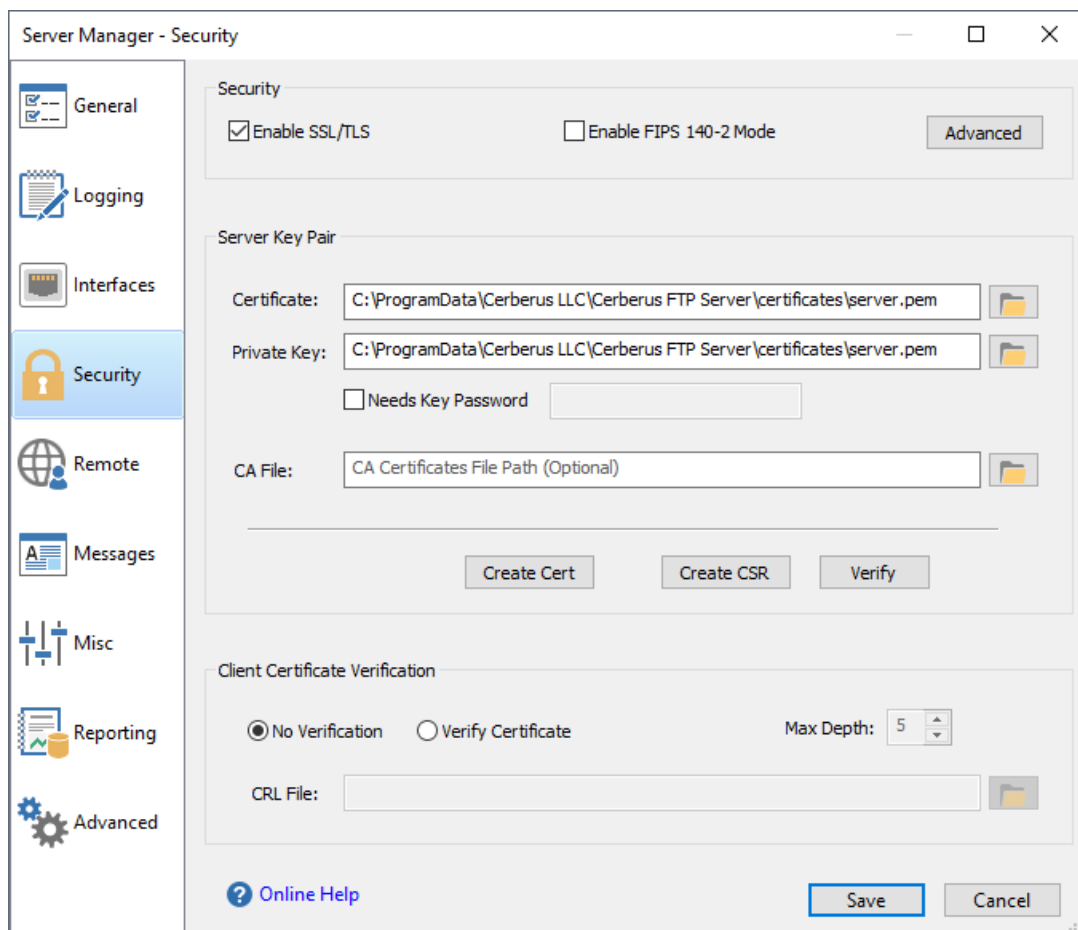 Server Manager - Security
General
Logging
Interfaces
Security
Remote
Messages
Misc
Reporting
Advanced
Security
Enable SSL/TLS
Enable FIPS 140-2 Mode
Advanced
Server Key Pair
Certificate:
C:\ProgramData\Cerberus LLC\Cerberus FTP Server\certificates\server.pem
Private Key:
C:\ProgramData\Cerberus LLC\Cerberus FTP Server\certificates\server.pem
Needs Key Password
CA File:
CA Certificates File Path (Optional)
Create Cert
Create CSR
Verify
Client Certificate Verification
No Verification
Verify Certificate
Max Depth:
5
CRL File:
Online Help
Save
Cancel